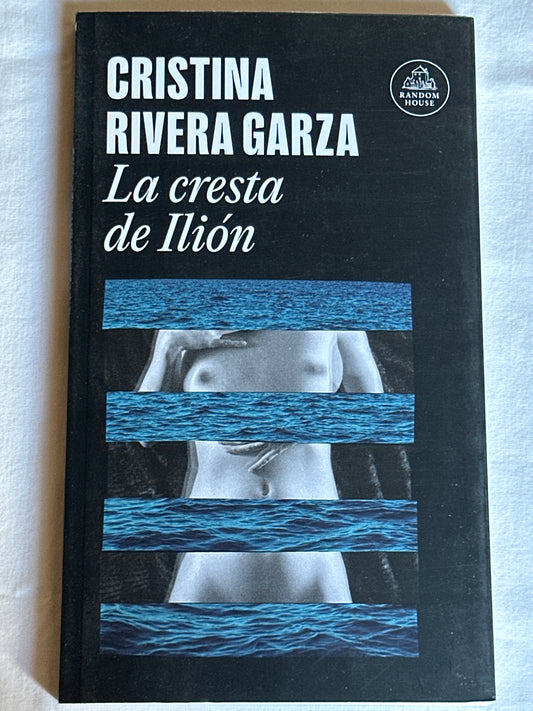 CRISTINA
RIVERA GARZA
La cresta
de Ilión
RANDOM
HOUSE